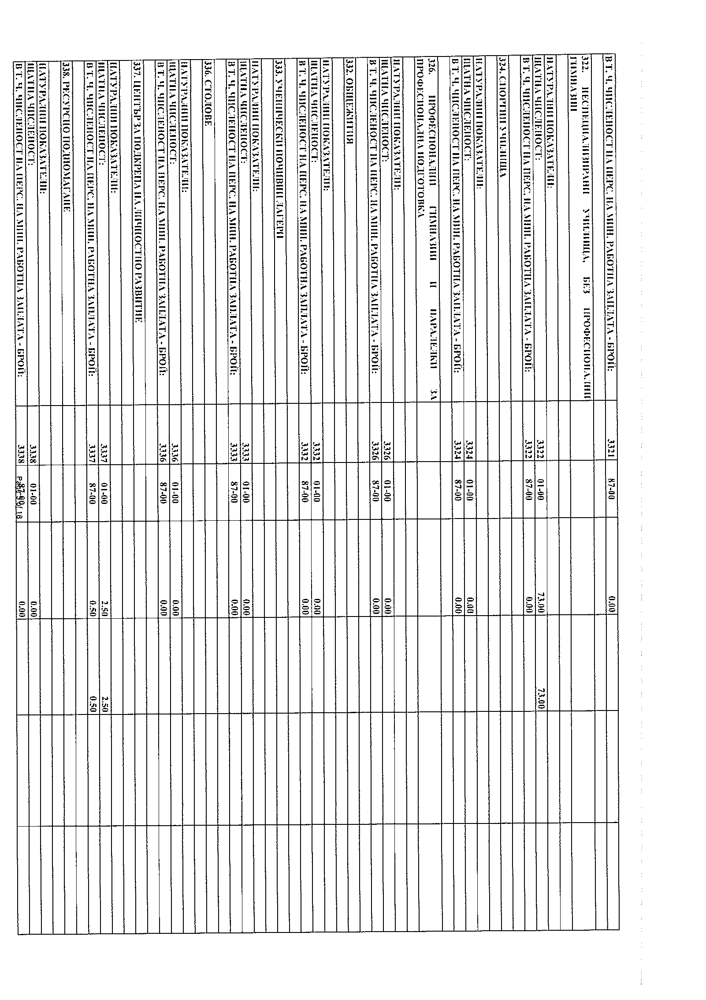 В Т. Ч. ЧИСЛЕНОСТ НА ПЕРС. НА МИН. РАБОТНА ЗАПЛАТА - БРОЙ: 3321 87-00 0.00
322. НЕСПЕЦИАЛИЗИРАНИ УЧИЛИЩА, БЕЗ ПРОФЕСИОНАЛНИ
ГИМНАЗИИ
НАТУРАЛНИ ПОКАЗАТЕЛИ:
ЩАТНА ЧИСЛЕНОСТ: 3322 01-00 73.00 73.00
В Т. Ч. ЧИСЛЕНОСТ НА ПЕРС. НА МИН. РАБОТНА ЗАПЛАТА - БРОЙ: 3322 87-00 0.00
324. СПОРТНИ УЧИЛИЩА
НАТУРАЛНИ ПОКАЗАТЕЛИ:
ЩАТНА ЧИСЛЕНОСТ: 3324 01-00 0.00
В Т. Ч. ЧИСЛЕНОСТ НА ПЕРС. НА МИН. РАБОТНА ЗАПЛАТА - БРОЙ: 3324 87-00 0.00
326. ПРОФЕСИОНАЛНИ ГИМНАЗИИ И ПАРАЛЕЛКИ ЗА
ПРОФЕСИОНАЛНА ПОДГОТОВКА
НАТУРАЛНИ ПОКАЗАТЕЛИ:
ЩАТНА ЧИСЛЕНОСТ: 3326 01-00 0.00
В Т. Ч. ЧИСЛЕНОСТ НА ПЕРС. НА МИН. РАБОТНА ЗАПЛАТА - БРОЙ: 3326 87-00 0.00
332. ОБЩЕЖИТИЯ
НАТУРАЛНИ ПОКАЗАТЕЛИ:
ЩАТНА ЧИСЛЕНОСТ: 3332 01-00 0.00
В Т. Ч. ЧИСЛЕНОСТ НА ПЕРС. НА МИН. РАБОТНА ЗАПЛАТА - БРОЙ: 3332 87-00 0.00
333. УЧЕНИЧЕСКИ ПОЧИВНИ ЛАГЕРИ
НАТУРАЛНИ ПОКАЗАТЕЛИ:
ЩАТНА ЧИСЛЕНОСТ: 3333 01-00 0.00
В Т. Ч. ЧИСЛЕНОСТ НА ПЕРС. НА МИН. РАБОТНА ЗАПЛАТА - БРОЙ: 3333 87-00 0.00
336. СТОЛОВЕ
НАТУРАЛНИ ПОКАЗАТЕЛИ:
ЩАТНА ЧИСЛЕНОСТ: 3336 01-00 0.00
В Т. Ч. ЧИСЛЕНОСТ НА ПЕРС. НА МИН. РАБОТНА ЗАПЛАТА - БРОЙ: 3336 87-00 0.00
337. ЦЕНТЪР ЗА ПОДКРЕПА НА ЛИЧНОСТНО РАЗВИТИЕ
НАТУРАЛНИ ПОКАЗАТЕЛИ:
ЩАТНА ЧИСЛЕНОСТ: 3337 01-00 2.50 2.50
В Т. Ч. ЧИСЛЕНОСТ НА ПЕРС. НА МИН. РАБОТНА ЗАПЛАТА - БРОЙ: 3337 87-00 0.50 0.50
338. РЕСУРСНО ПОДПОМАГАНЕ
НАТУРАЛНИ ПОКАЗАТЕЛИ:
ЩАТНА ЧИСЛЕНОСТ: 3338 01-00 0.00
В Т. Ч. ЧИСЛЕНОСТ НА ПЕРС. НА МИН. РАБОТНА ЗАПЛАТА - БРОЙ: 3338 87-00 0.00
of 18